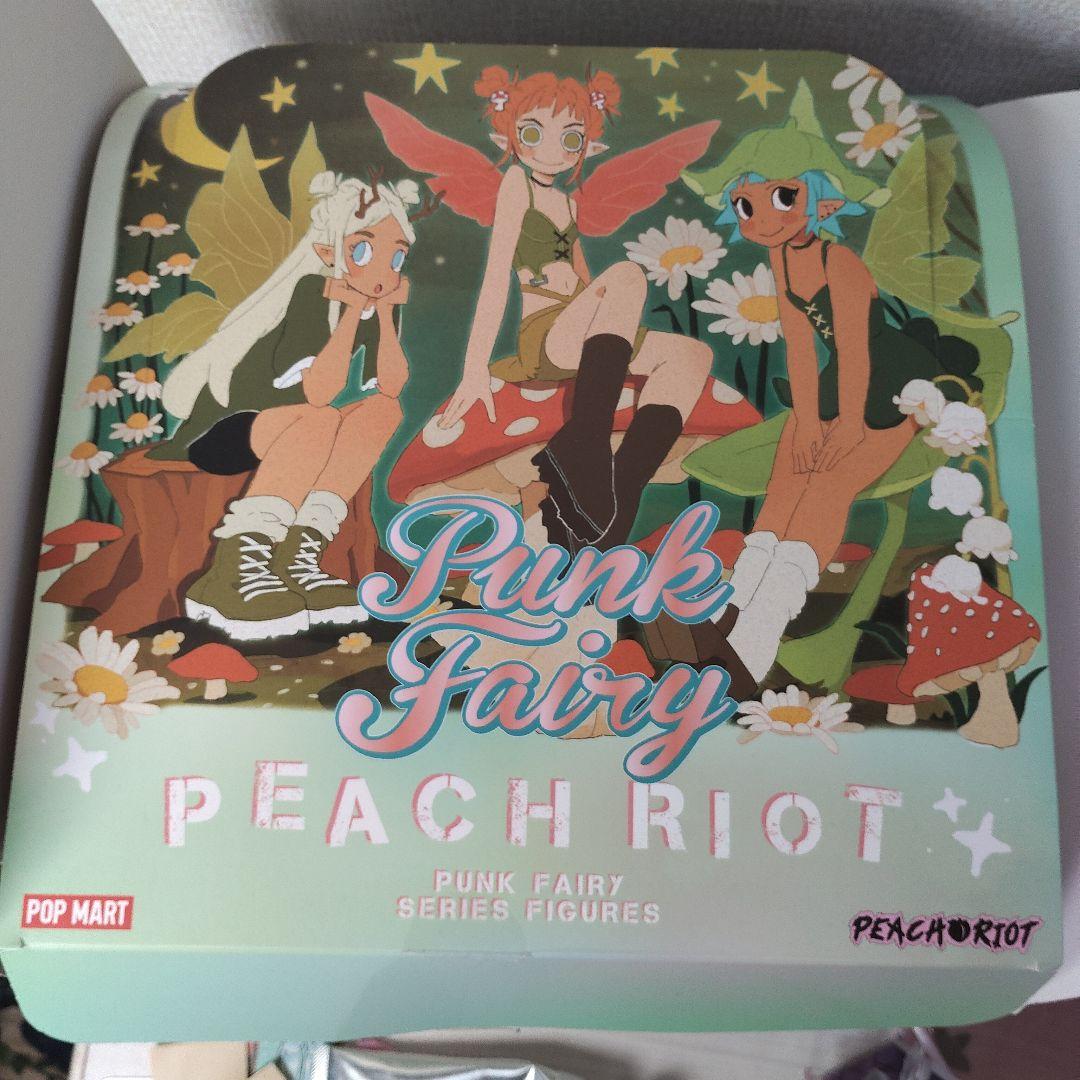 Punk
Fairy
PEACH RIOT
PUNK FAIRY
SERIES FIGURES
POP MART
PEACH RIOT